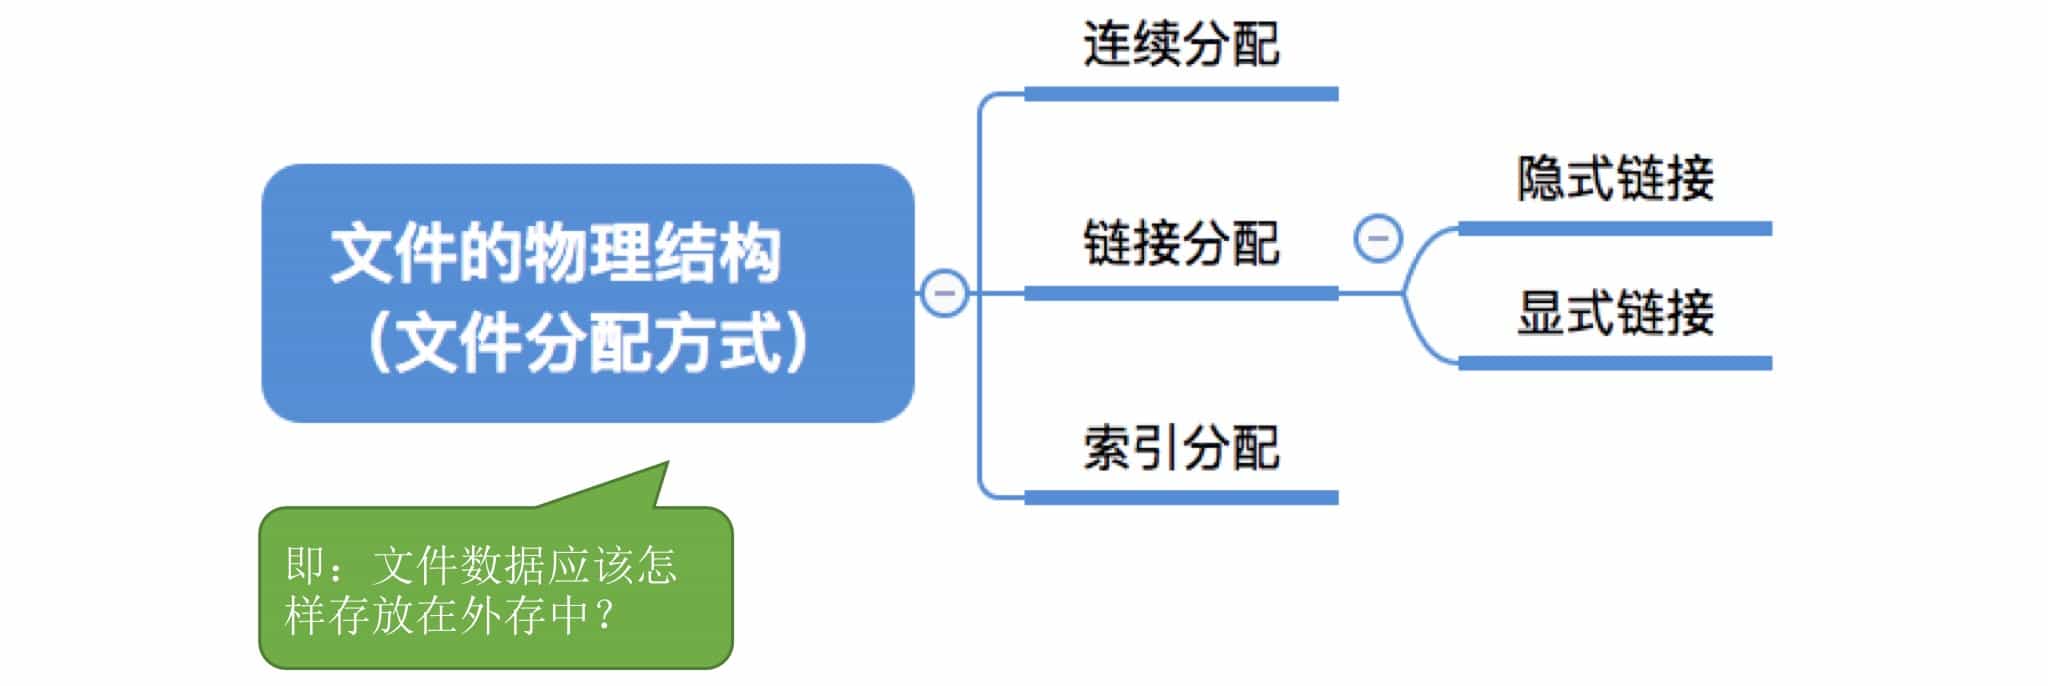 文件的物理结构
（文件分配方式）
连续分配
链接分配
隐式链接
显式链接
索引分配
即：文件数据应该怎
样存放在外存中？